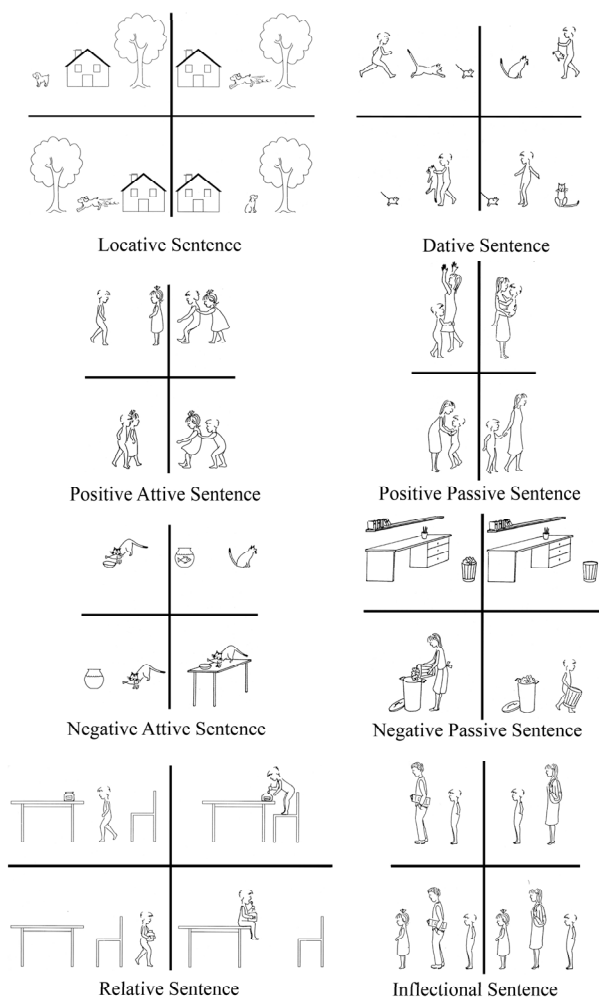 Locative Sentence
Dative Sentence
Positive Attive Sentence
Positive Passive Sentence
Negative Attive Sentence
Negative Passive Sentence
Relative Sentence
Inflectional Sentence